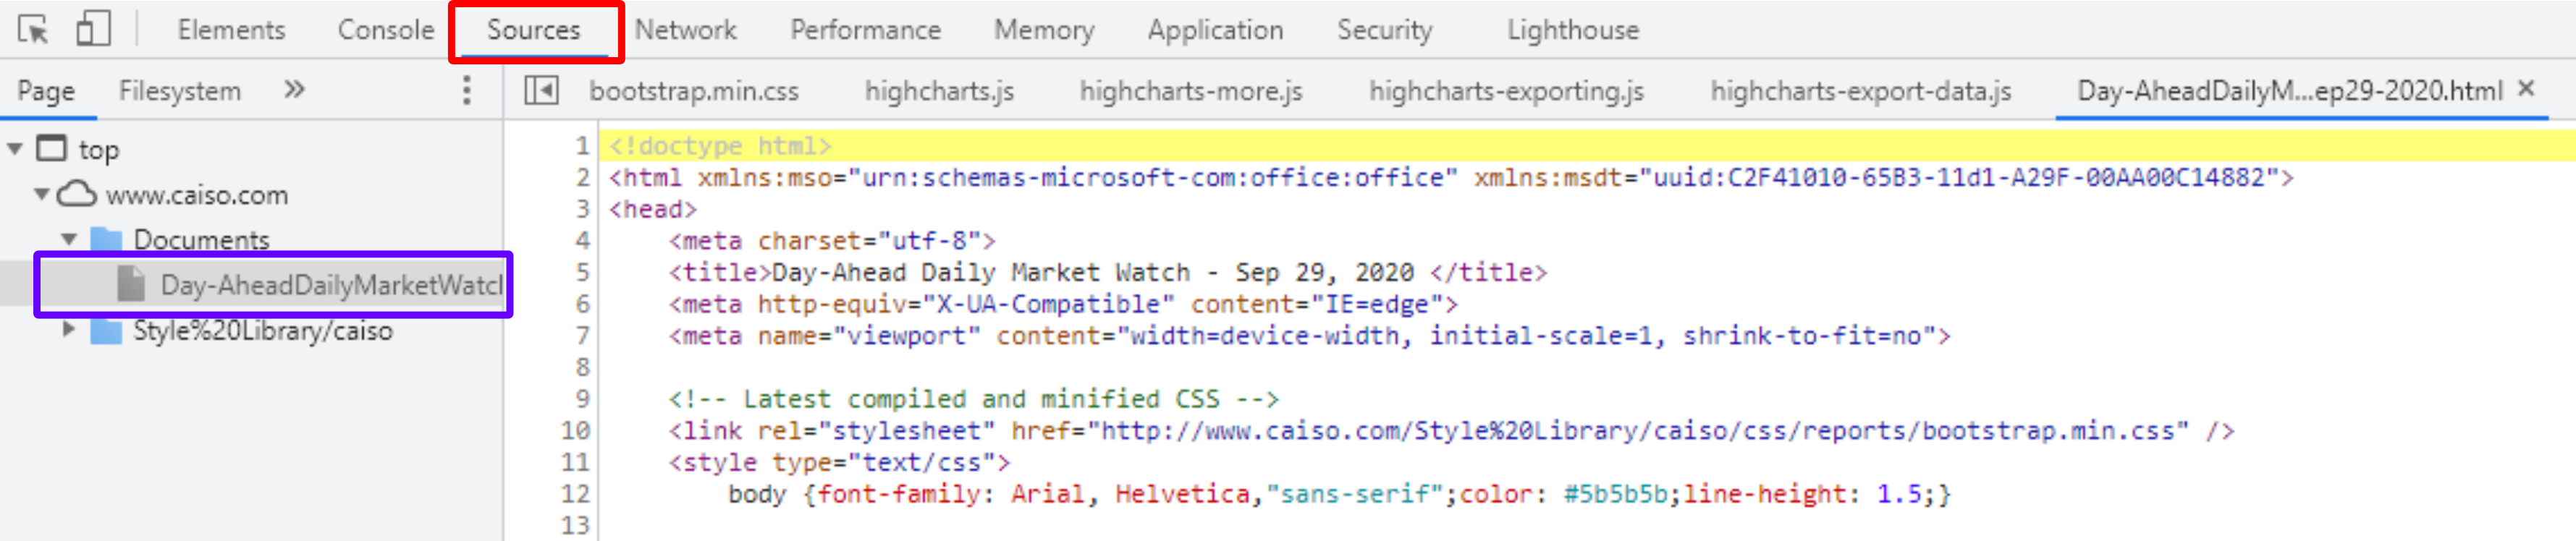 Elements Console Sources Network Performance Memory Application Security Lighthouse
Page Filesystem » bootstrap.min.css highcharts.js highcharts-more.js highcharts-exporting.js highcharts-export-data.js Day-AheadDailyM...ep29-2020.html ×
top
www.caiso.com
Documents
Day-AheadDailyMarketWatcl
Style%20Library/caiso
1 <!doctype html>
2 <html xmlns:mso="urn:schemas-microsoft-com:office:office" xmlns:msdt="uuid:C2F41010-65B3-11d1-A29F-00AA00C14882">
3 <head>
4 <meta charset="utf-8">
5 <title>Day-Ahead Daily Market Watch - Sep 29, 2020 </title>
6 <meta http-equiv="X-UA-Compatible" content="IE=edge">
7 <meta name="viewport" content="width=device-width, initial-scale=1, shrink-to-fit=no">
8
9 <!-- Latest compiled and minified CSS -->
10 <link rel="stylesheet" href="http://www.caiso.com/Style%20Library/caiso/css/reports/bootstrap.min.css" />
11 <style type="text/css">
12 body {font-family: Arial, Helvetica,"sans-serif";color: #5b5b5b;line-height: 1.5;}
13